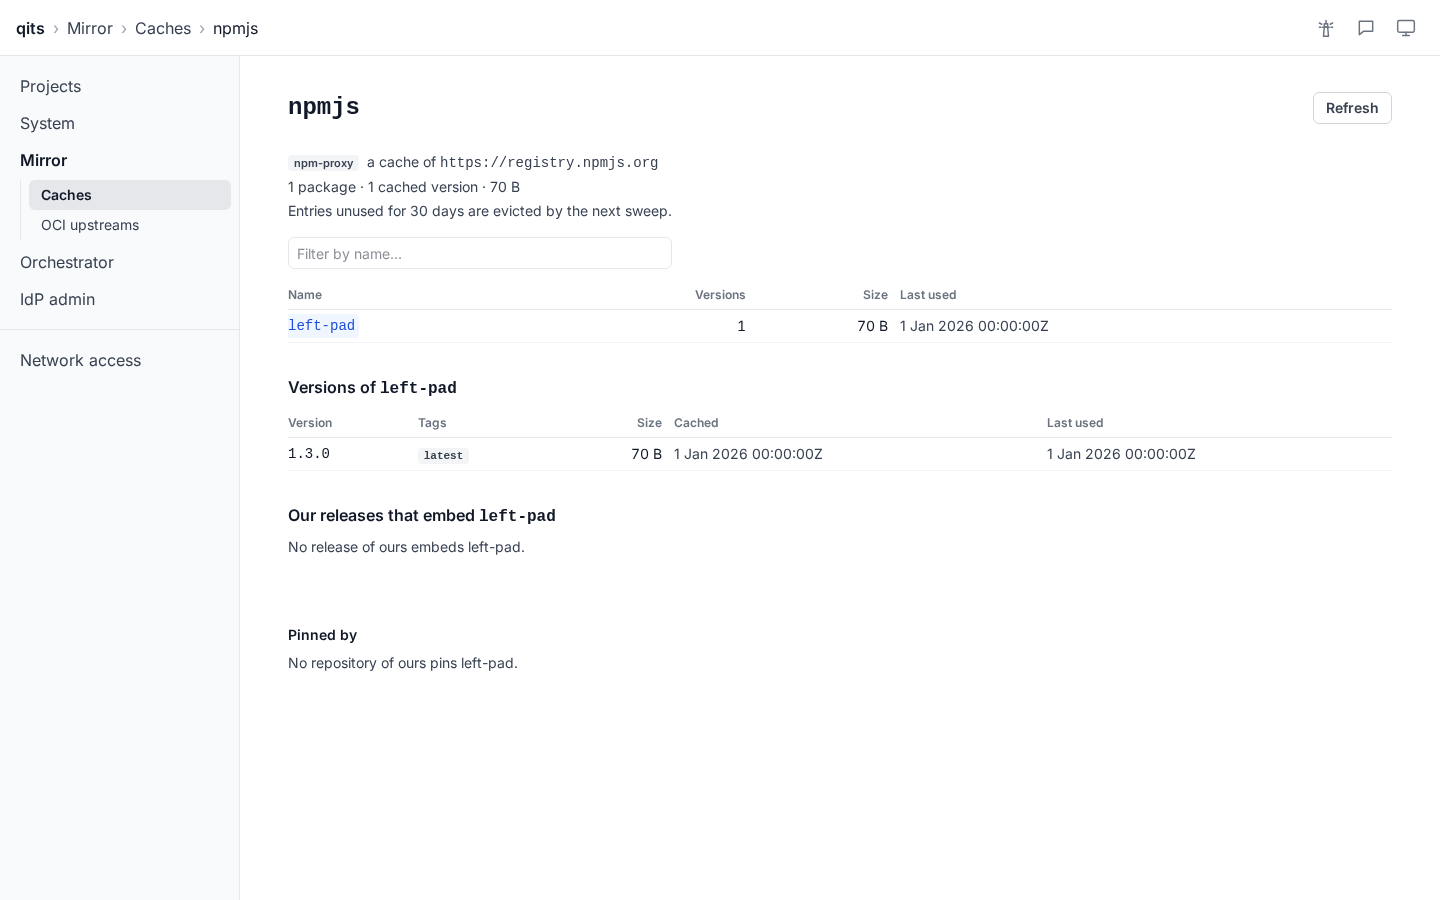 qits › Mirror › Caches › npmjs
Projects
System
Mirror
Caches
OCI upstreams
Orchestrator
IdP admin
Network access
npmjs
Refresh
npm-proxy a cache of https://registry.npmjs.org
1 package · 1 cached version · 70 B
Entries unused for 30 days are evicted by the next sweep.
Filter by name...
Name Versions Size Last used
left-pad 1 70 B 1 Jan 2026 00:00:00Z
Versions of left-pad
Version Tags Size Cached Last used
1.3.0 latest 70 B 1 Jan 2026 00:00:00Z 1 Jan 2026 00:00:00Z
Our releases that embed left-pad
No release of ours embeds left-pad.
Pinned by
No repository of ours pins left-pad.